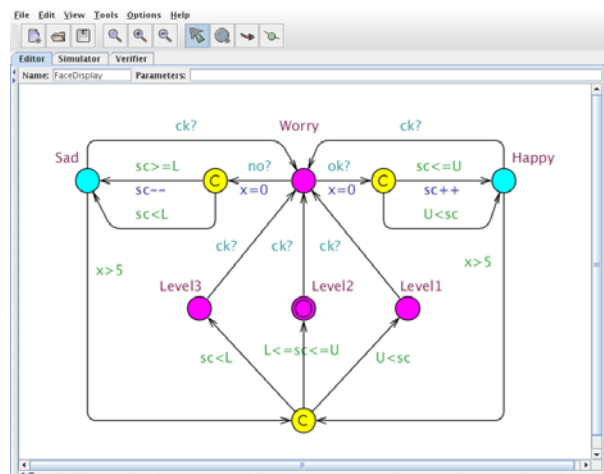 File Edit View Tools Options Help
Editor Simulator Verifier
Name: FaceDisplay Parameters:
ck? Worry ck?
Sad Happy
sc>=L no? ok? sc<=U
C C
sc-- x=0 x=0 sc++
sc<L U<sc
ck? ck? ck?
x>5 x>5
Level3 Level2 Level1
sc<L L<=sc<=U U<sc
C